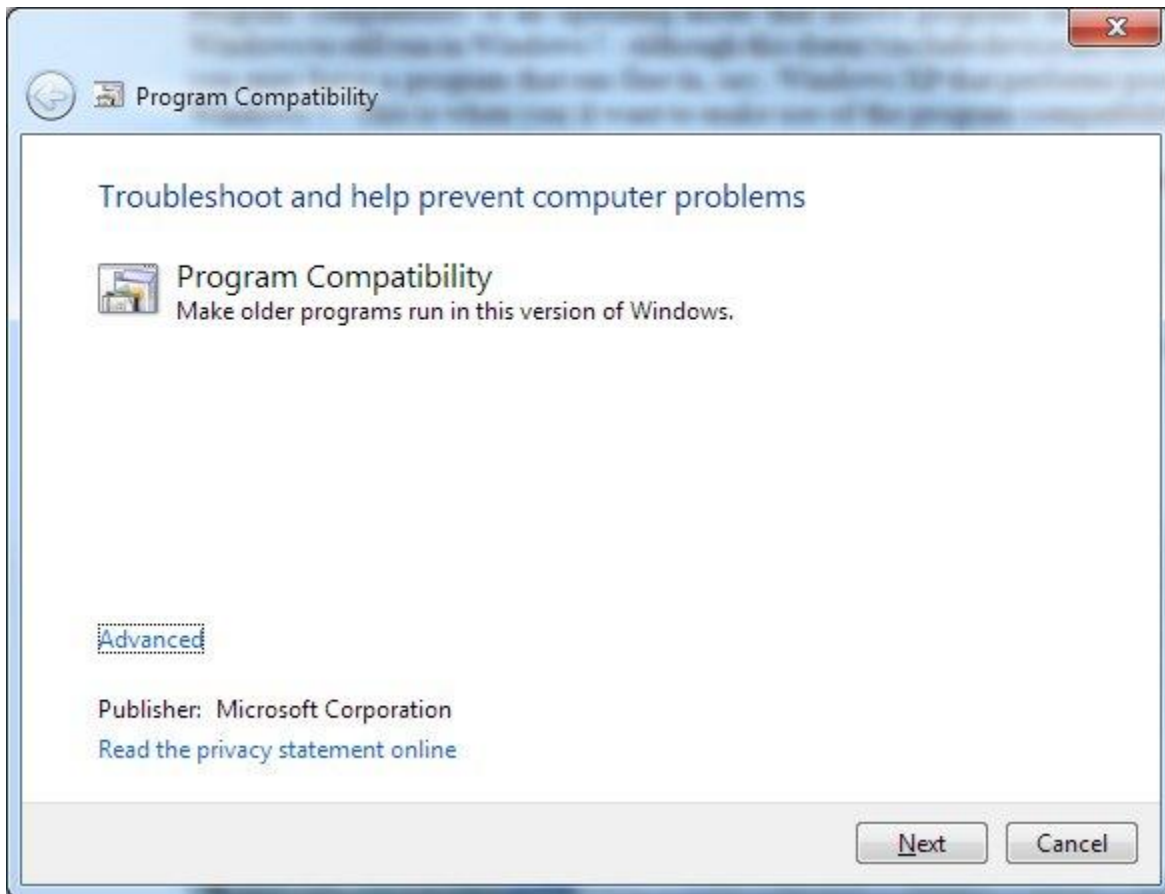 Program Compatibility
Troubleshoot and help prevent computer problems
Program Compatibility
Make older programs run in this version of Windows.
Advanced
Publisher: Microsoft Corporation
Read the privacy statement online
Next
Cancel